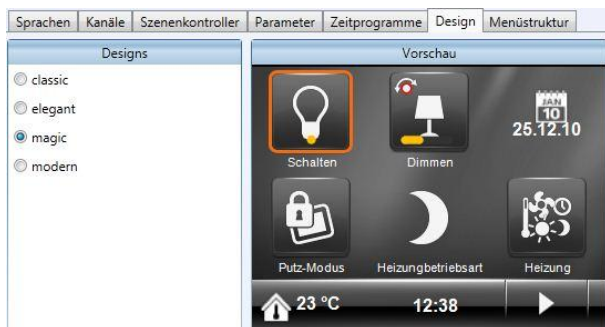 Sprachen Kanäle Szenenkontroller Parameter Zeitprogramme Design Menüstruktur
Designs
classic
elegant
magic
modern
Vorschau
JAN
10
25.12.10
Schalten Dimmen
Putz-Modus Heizungbetriebsart Heizung
23 °C 12:38